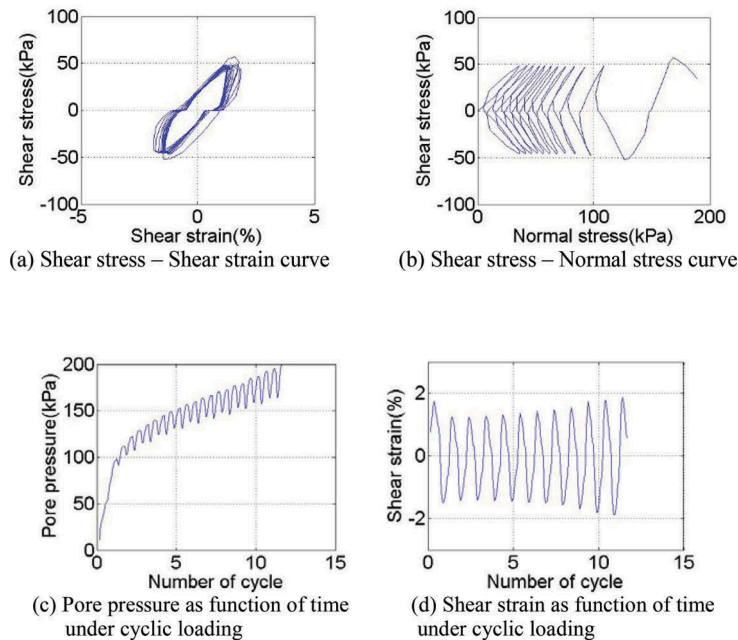 Shear stress(kPa)
100
50
0
-50
-100
-5
0
5
Shear strain(%)
(a) Shear stress – Shear strain curve
Shear stress(kPa)
100
50
0
-50
-100
0
100
200
Normal stress(kPa)
(b) Shear stress – Normal stress curve
Pore pressure(kPa)
200
150
100
50
0
0
5
10
15
Number of cycle
(c) Pore pressure as function of time
under cyclic loading
Shear strain(%)
2
0
-2
0
5
10
15
Number of cycle
(d) Shear strain as function of time
under cyclic loading